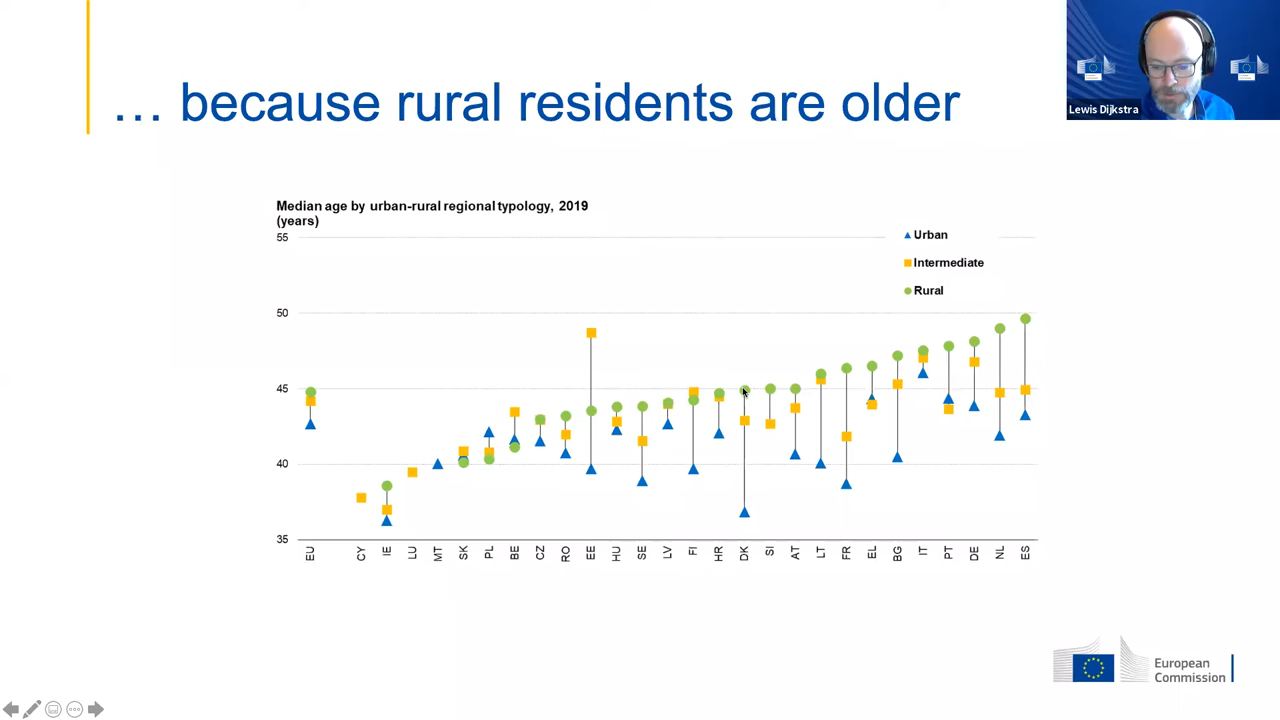 … because rural residents are older
Lewis Dijkstra
Median age by urban-rural regional typology, 2019
(years)
55
50
45
40
35
Urban
Intermediate
Rural
EU CY IE LU MT SK PL BE CZ RO EE HU SE LV FI HR DK SI AT LT FR EL BG IT PT DE NL ES
European
Commission